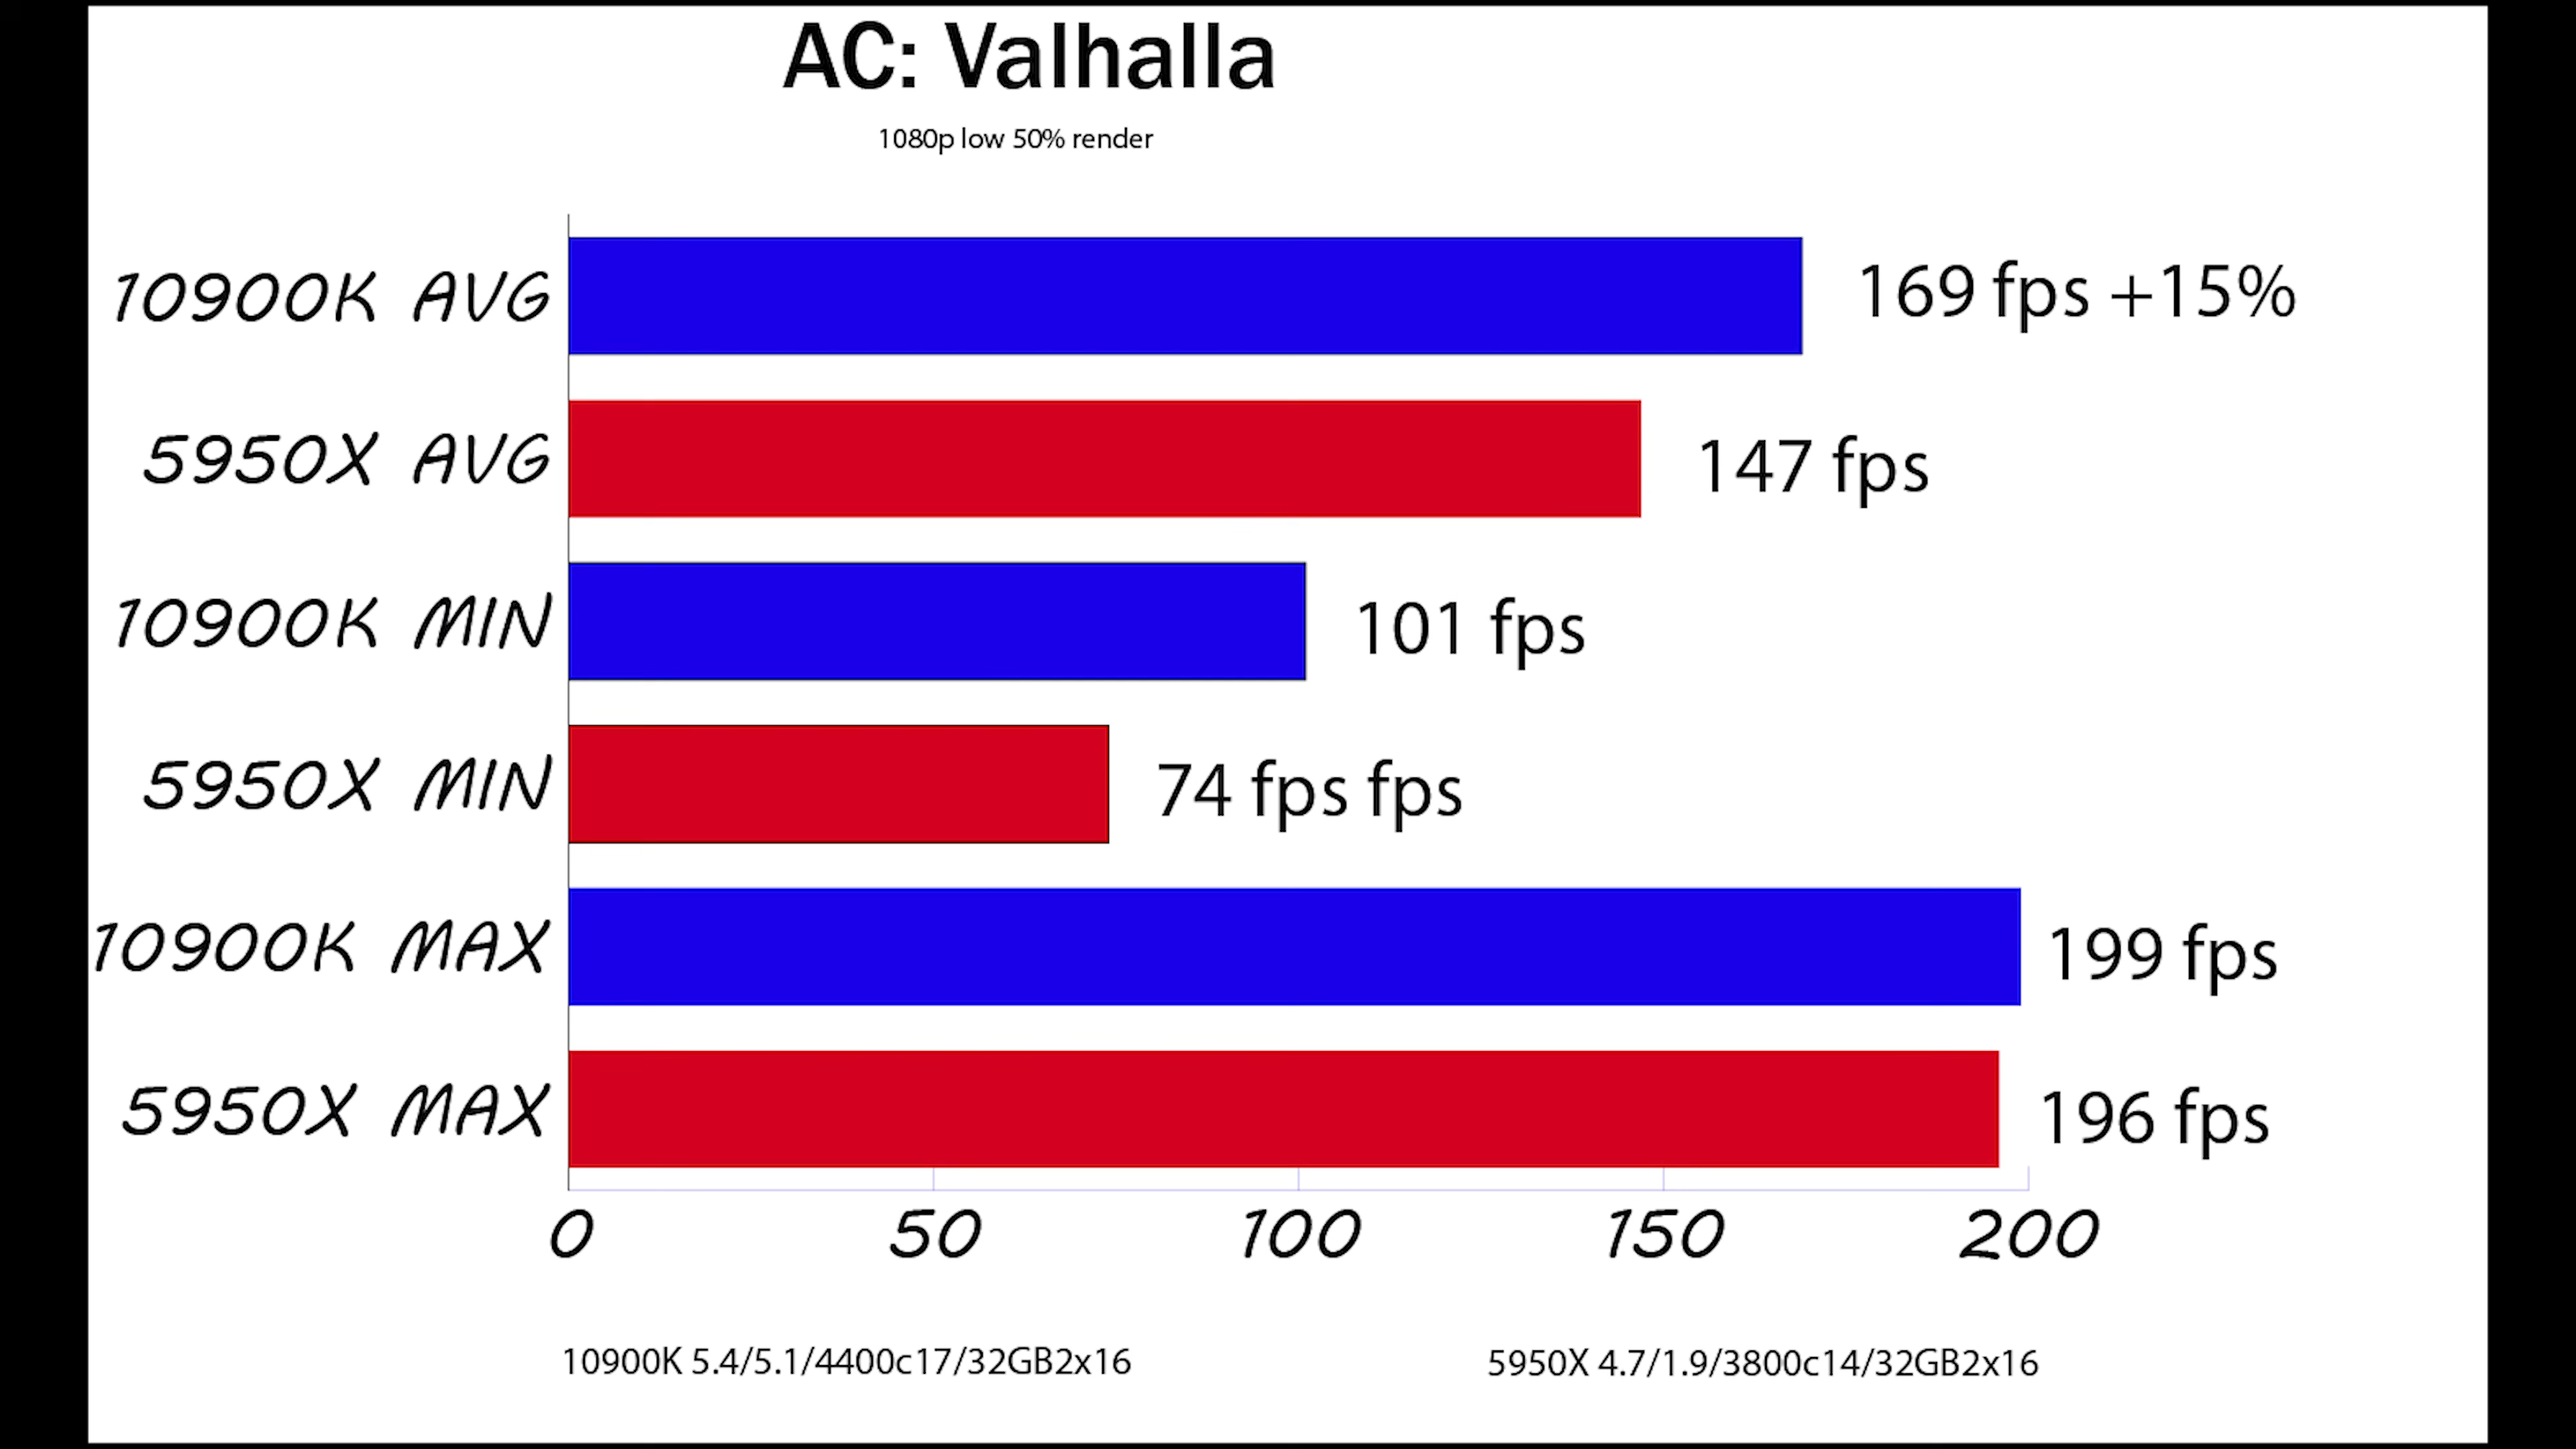 AC: Valhalla
1080p low 50% render
10900K AVG
169 fps +15%
5950X AVG
147 fps
10900K MIN
101 fps
5950X MIN
74 fps fps
10900K MAX
199 fps
5950X MAX
196 fps
0 50 100 150 200
10900K 5.4/5.1/4400c17/32GB2x16
5950X 4.7/1.9/3800c14/32GB2x16